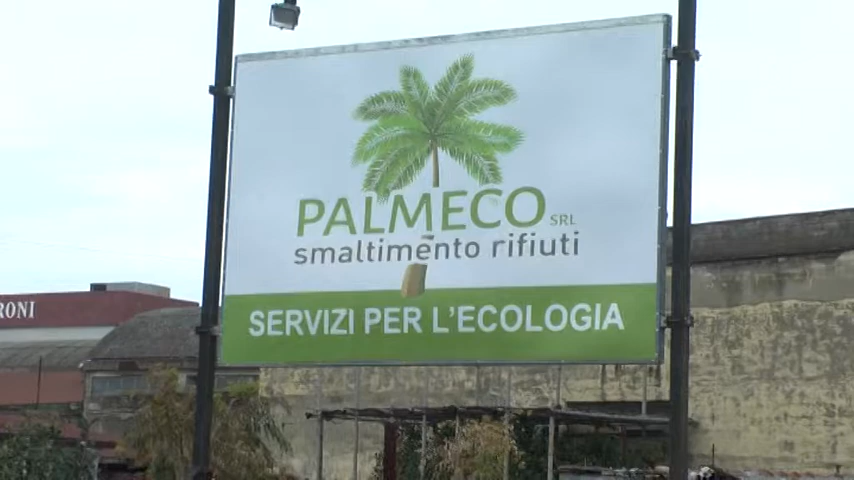 PALMECO SRL
smaltimento rifiuti
SERVIZI PER L'ECOLOGIA
RONI